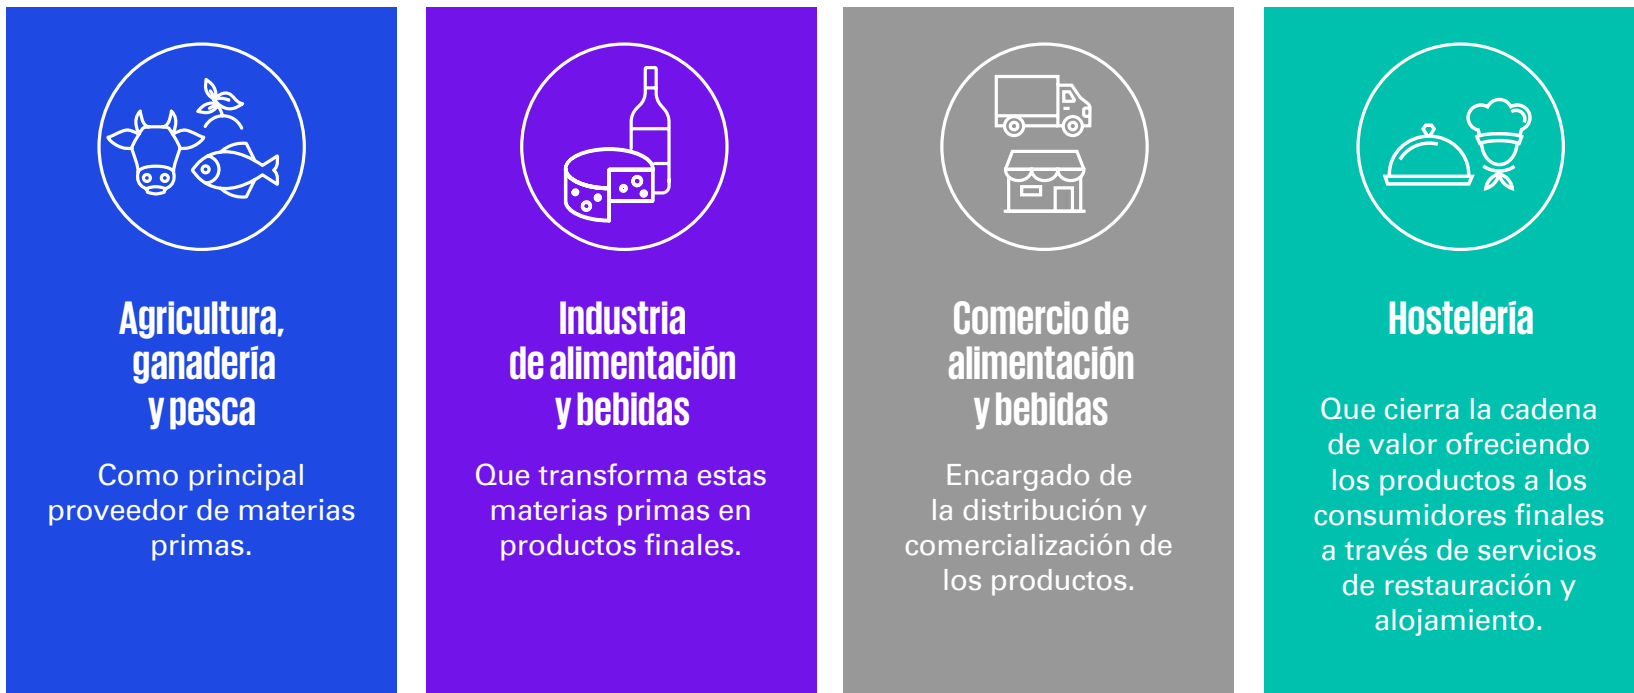 Agricultura,
ganadería
y pesca
Como principal
proveedor de materias
primas.
Industria
de alimentación
y bebidas
Que transforma estas
materias primas en
productos finales.
Comercio de
alimentación
y bebidas
Encargado de
la distribución y
comercialización de
los productos.
Hostelería
Que cierra la cadena
de valor ofreciendo
los productos a los
consumidores finales
a través de servicios
de restauración y
alojamiento.